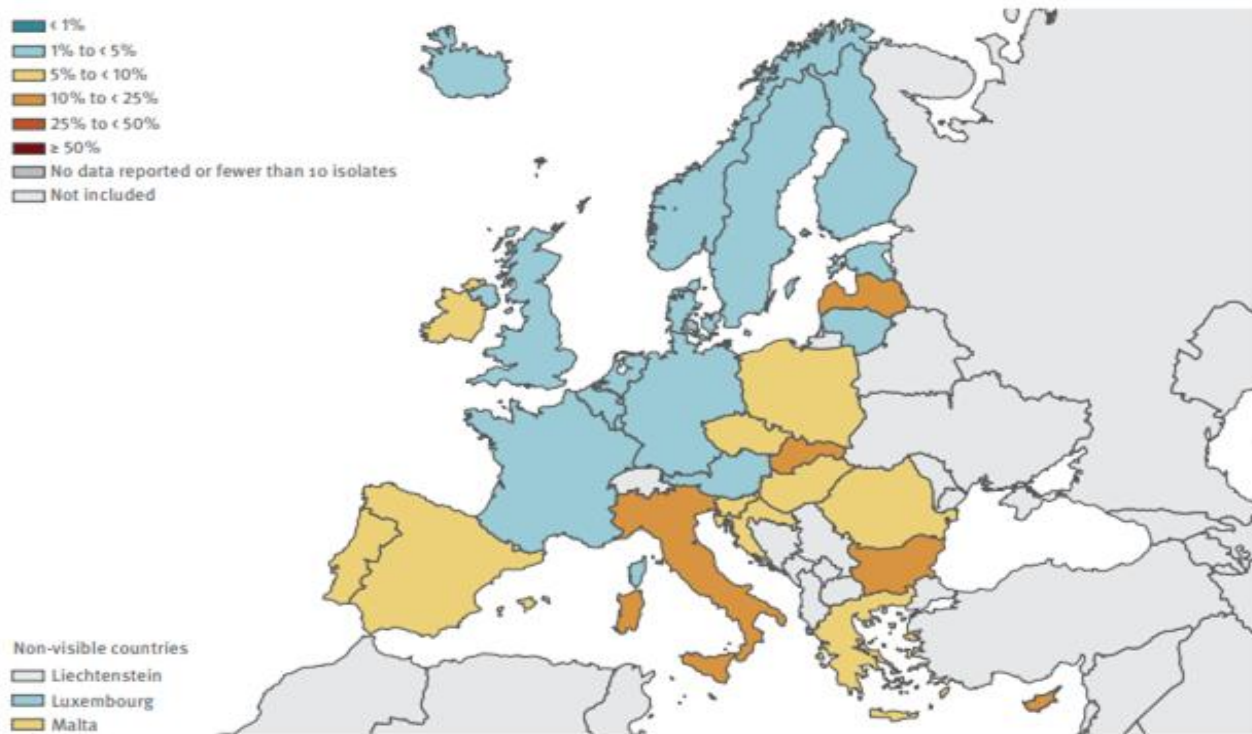 < 1%
1% to < 5%
5% to < 10%
10% to < 25%
25% to < 50%
≥ 50%
No data reported or fewer than 10 isolates
Not included
Non-visible countries
Liechtenstein
Luxembourg
Malta